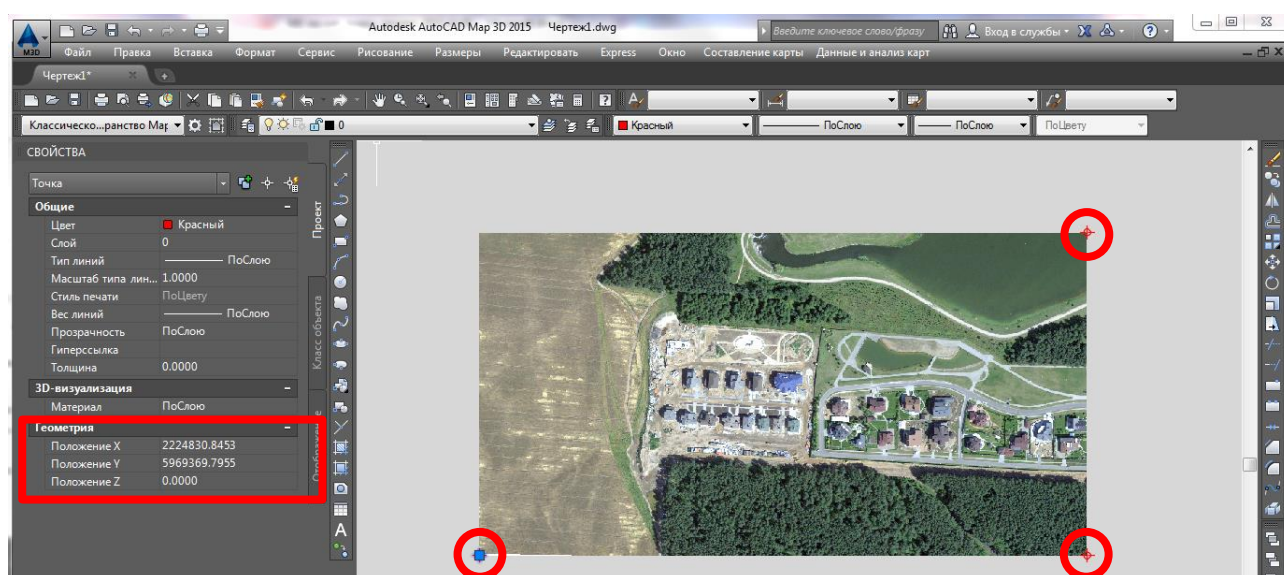 Autodesk AutoCAD Map 3D 2015 Чертеж1.dwg
Введите ключевое слово/фразу
Вход в службы
M3D
Файл Правка Вставка Формат Сервис Рисование Размеры Редактировать Express Окно Составление карты Данные и анализ карт
Чертеж1*
Классическо...ранство Мар
0
Красный
ПоСлою
ПоСлою
ПоЦвету
СВОЙСТВА
Точка
Общие
Цвет Красный
Слой 0
Тип линий ПоСлою
Масштаб типа лин... 1.0000
Стиль печати ПоЦвету
Вес линий ПоСлою
Прозрачность ПоСлою
Гиперссылка
Толщина 0.0000
3D-визуализация
Материал ПоСлою
Геометрия
Положение X 2224830.8453
Положение Y 5969369.7955
Положение Z 0.0000
Проект
Класс объекта
A